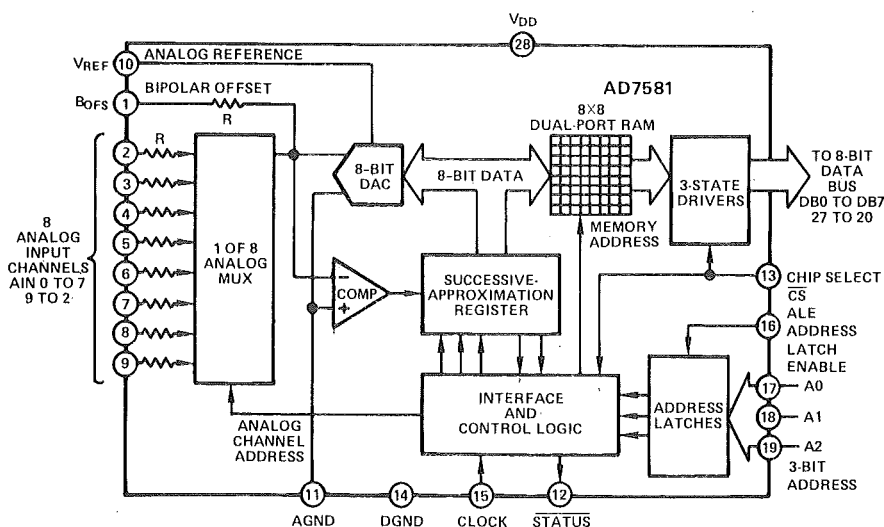 VDD
28
VREF 10 ANALOG REFERENCE
BOFS 1 BIPOLAR OFFSET
R
AD7581
8X8
DUAL-PORT RAM
2 R
3
4
5
6
7
8
9
8
ANALOG
INPUT
CHANNELS
AIN 0 TO 7
9 TO 2
1 OF 8
ANALOG
MUX
8-BIT
DAC
8-BIT DATA
MEMORY
ADDRESS
3-STATE
DRIVERS
TO 8-BIT
DATA
BUS
DB0 TO DB7
27 TO 20
- COMP +
SUCCESSIVE-
APPROXIMATION
REGISTER
13 CHIP SELECT
CS
16 ALE
ADDRESS
LATCH
ENABLE
ANALOG
CHANNEL
ADDRESS
INTERFACE
AND
CONTROL LOGIC
ADDRESS
LATCHES
17 A0
18 A1
19 A2
3-BIT
ADDRESS
11
AGND
14
DGND
15
CLOCK
12
STATUS